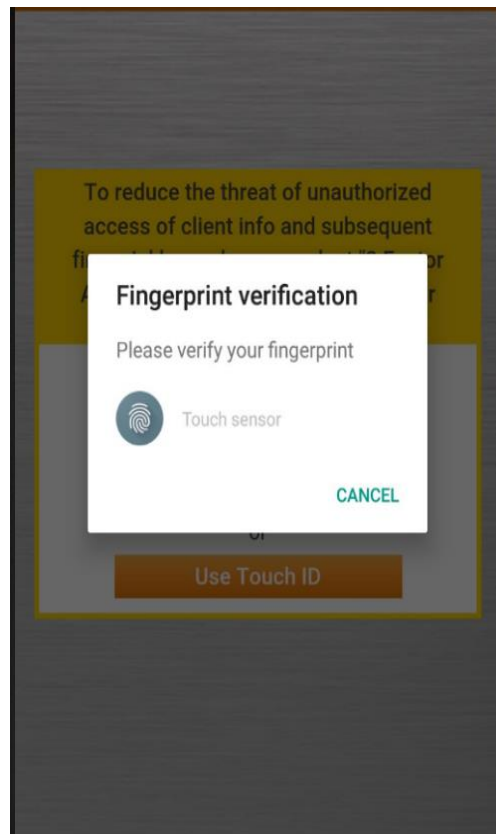 To reduce the threat of unauthorized
access of client info and subsequent
Fingerprint verification
Please verify your fingerprint
Touch sensor
CANCEL
or
Use Touch ID